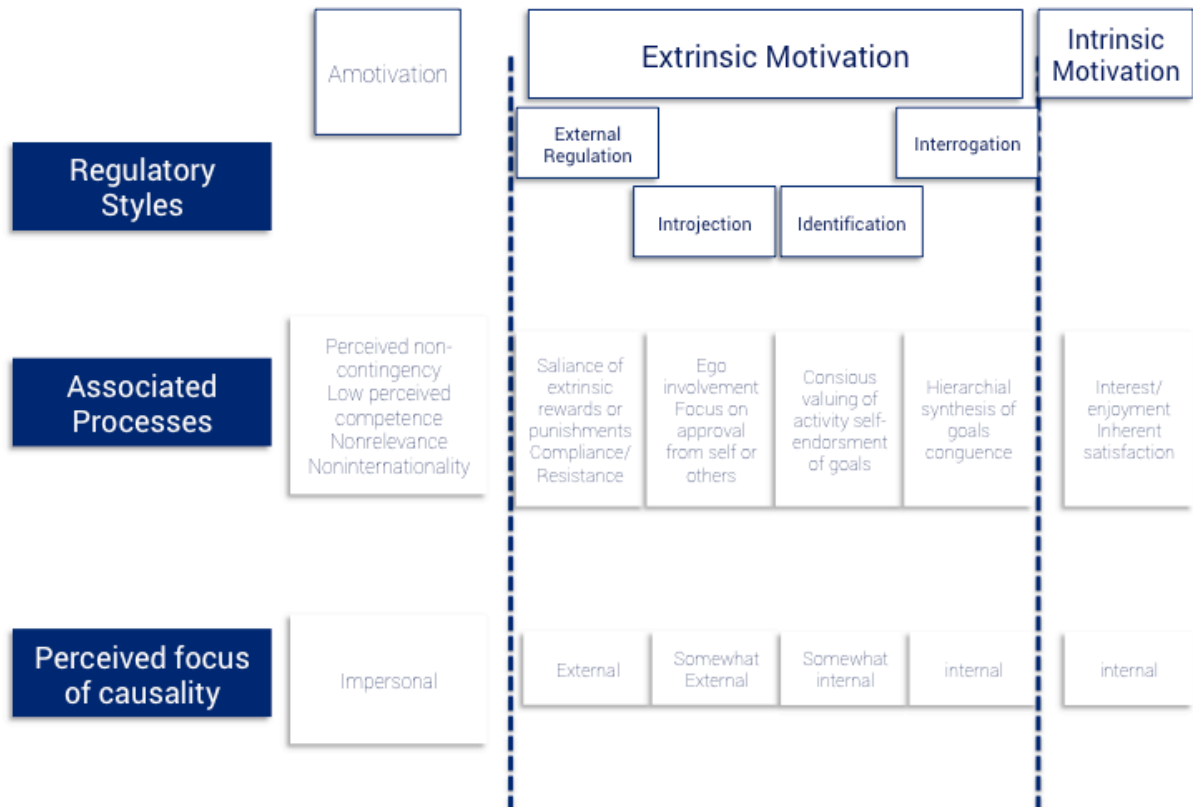 Amotivation
Extrinsic Motivation
Intrinsic
Motivation
Regulatory
Styles
External
Regulation
Introjection
Identification
Interrogation
Associated
Processes
Perceived non-
contingency
Low perceived
competence
Nonrelevance
Noninternationality
Saliance of
extrinsic
rewards or
punishments
Compliance/
Resistance
Ego
involvement
Focus on
approval
from self or
others
Consious
valuing of
activity self-
endorsment
of goals
Hierarchial
synthesis of
goals
conguence
Interest/
enjoyment
Inherent
satisfaction
Perceived focus
of causality
Impersonal
External
Somewhat
External
Somewhat
internal
internal
internal